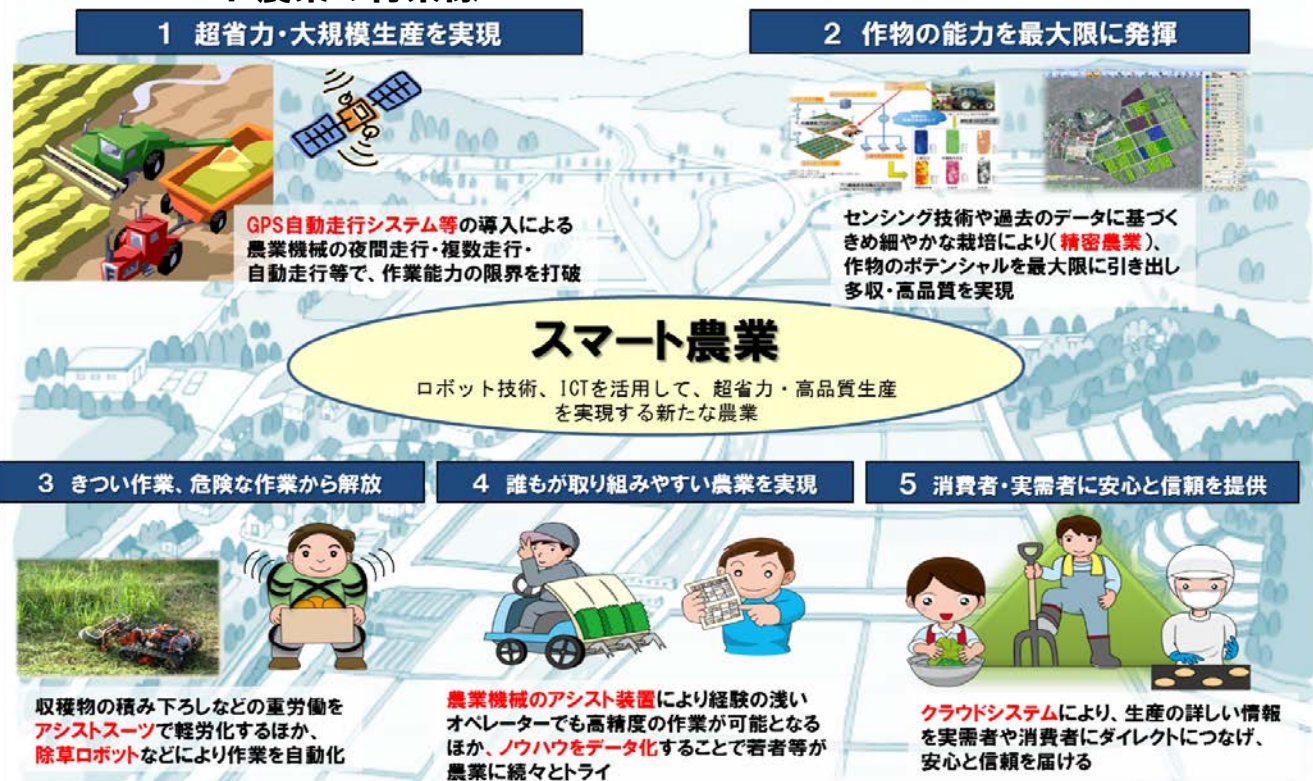 1 超省力・大規模生産を実現
2 作物の能力を最大限に発揮
GPS自動走行システム等の導入による
農業機械の夜間走行・複数走行・
自動走行等で、作業能力の限界を打破
センシング技術や過去のデータに基づく
きめ細やかな栽培により(精密農業)、
作物のポテンシャルを最大限に引き出し
多収・高品質を実現
スマート農業
ロボット技術、ICTを活用して、超省力・高品質生産
を実現する新たな農業
3 きつい作業、危険な作業から解放
4 誰もが取り組みやすい農業を実現
5 消費者・実需者に安心と信頼を提供
収穫物の積み下ろしなどの重労働を
アシストスーツで軽労化するほか、
除草ロボットなどにより作業を自動化
農業機械のアシスト装置により経験の浅い
オペレーターでも高精度の作業が可能となる
ほか、ノウハウをデータ化することで若者等が
農業に続々とトライ
クラウドシステムにより、生産の詳しい情報
を実需者や消費者にダイレクトにつなげ、
安心と信頼を届ける